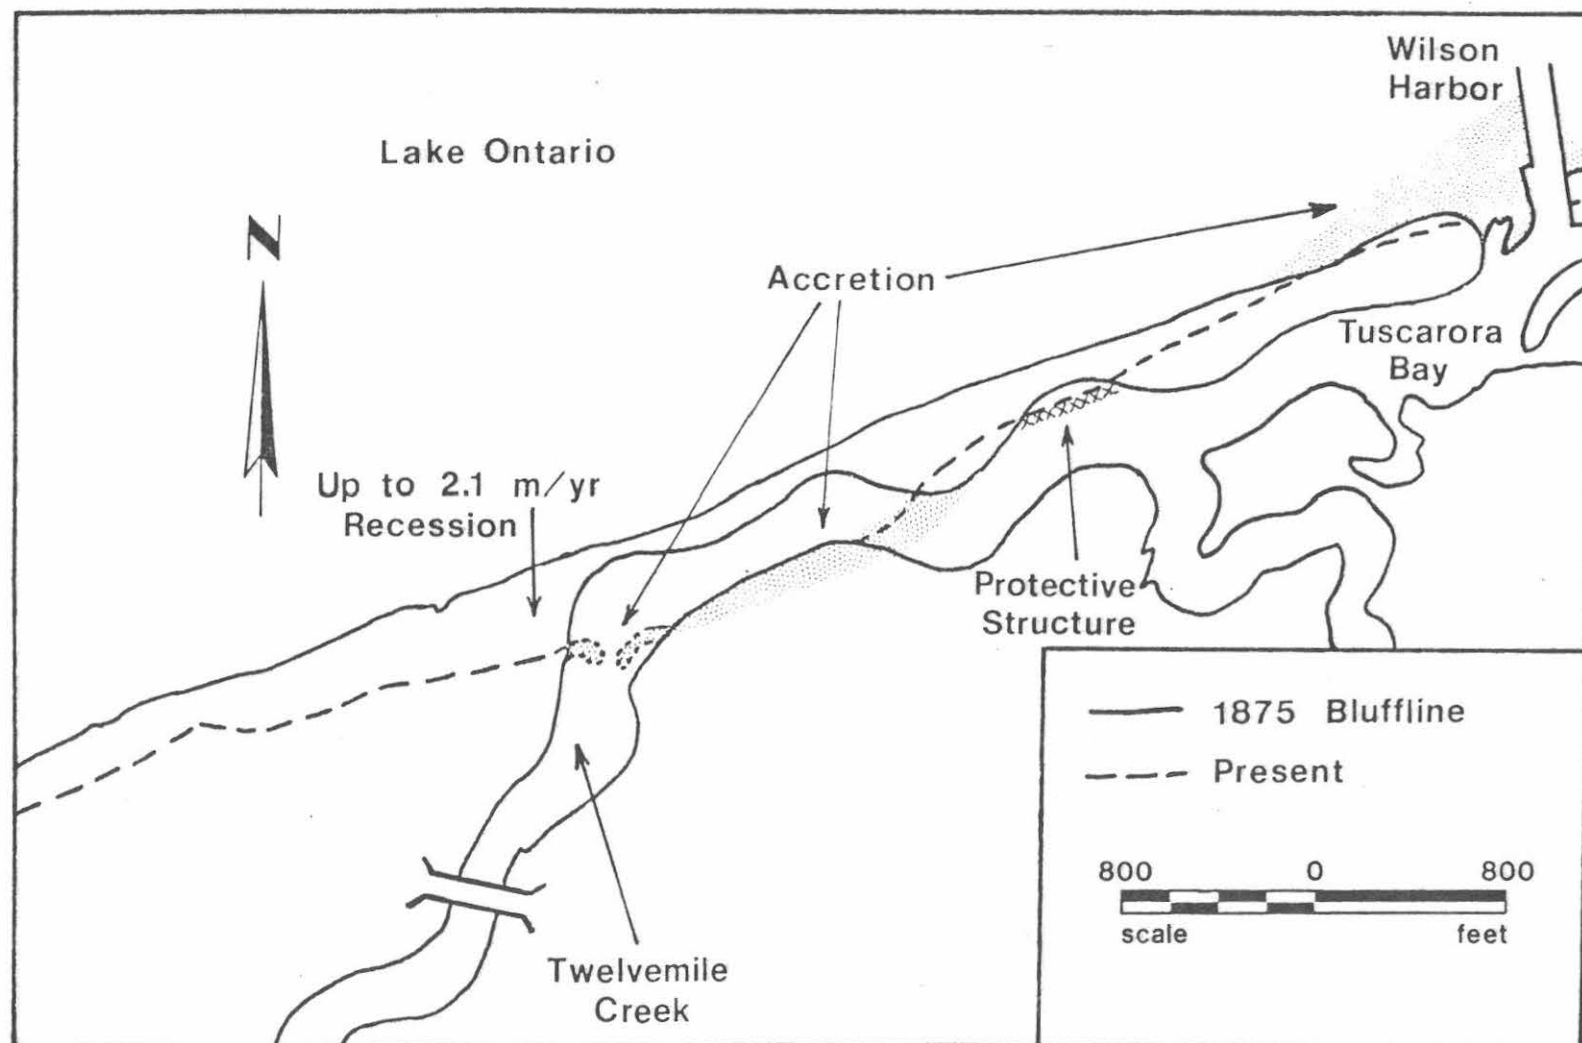 Wilson
Harbor
Lake Ontario
N
Accretion
Tuscarora
Bay
Up to 2.1 m/yr
Recession
Protective
Structure
1875 Bluffline
Present
800 0 800
scale feet
Twelvemile
Creek